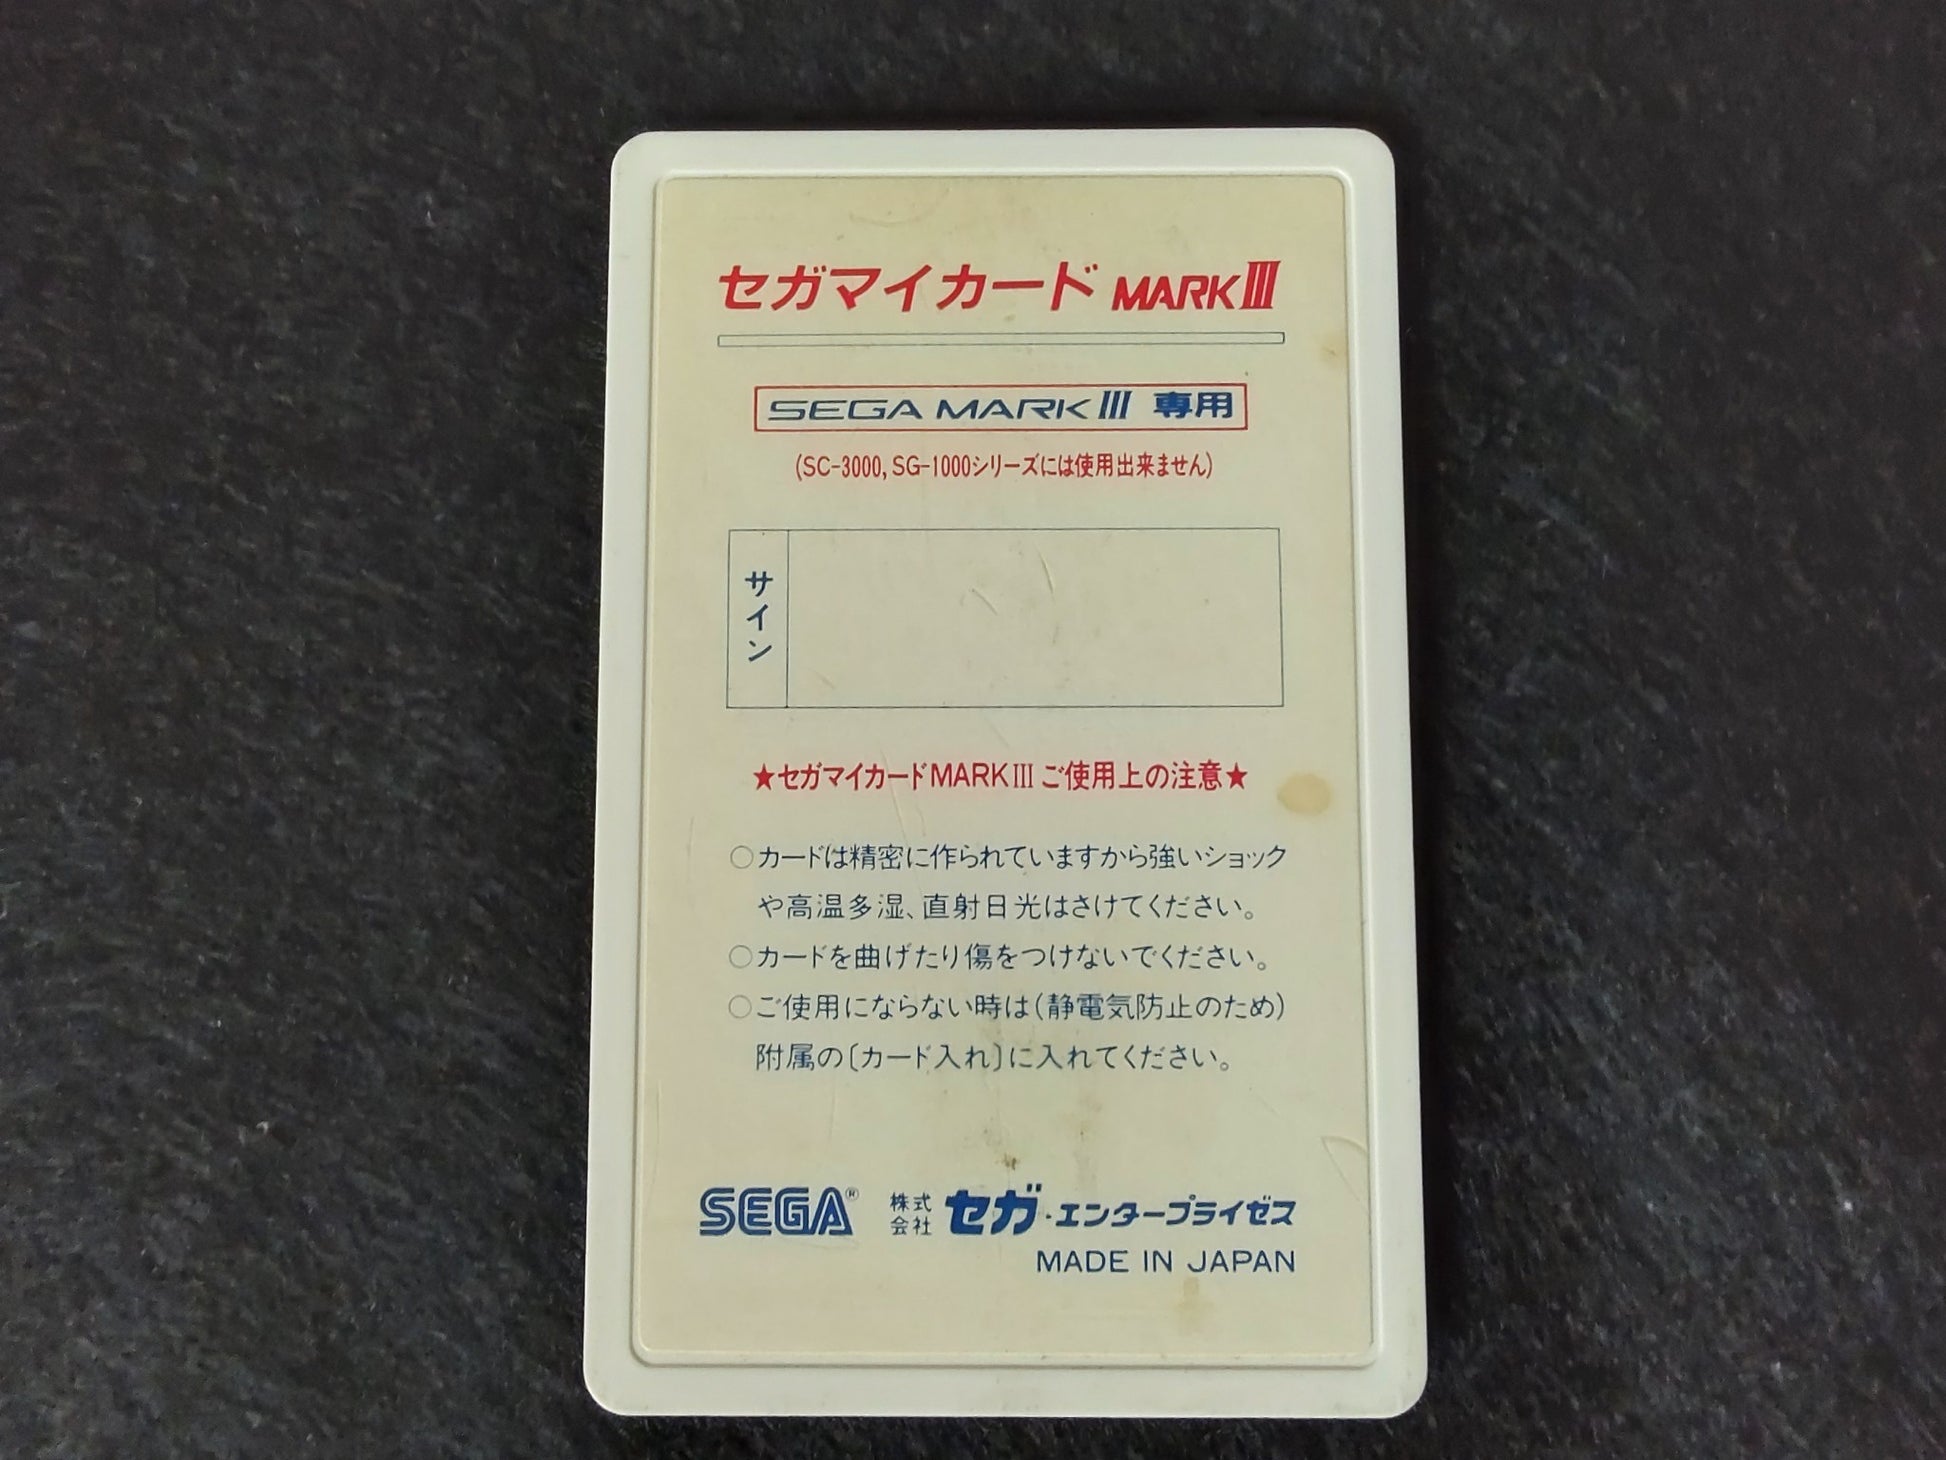 セガマイカード MARKⅢ
SEGA MARKⅢ 専用
(SC-3000, SG-1000シリーズには使用出来ません)
サイン
★セガマイカードMARKⅢご使用上の注意★
○カードは精密に作られていますから強いショック
や高温多湿、直射日光はさけてください。
○カードを曲げたり傷をつけないでください。
○ご使用にならない時は(静電気防止のため)
附属の〔カード入れ〕に入れてください。
SEGA® 株式会社 セガ・エンタープライゼス
MADE IN JAPAN